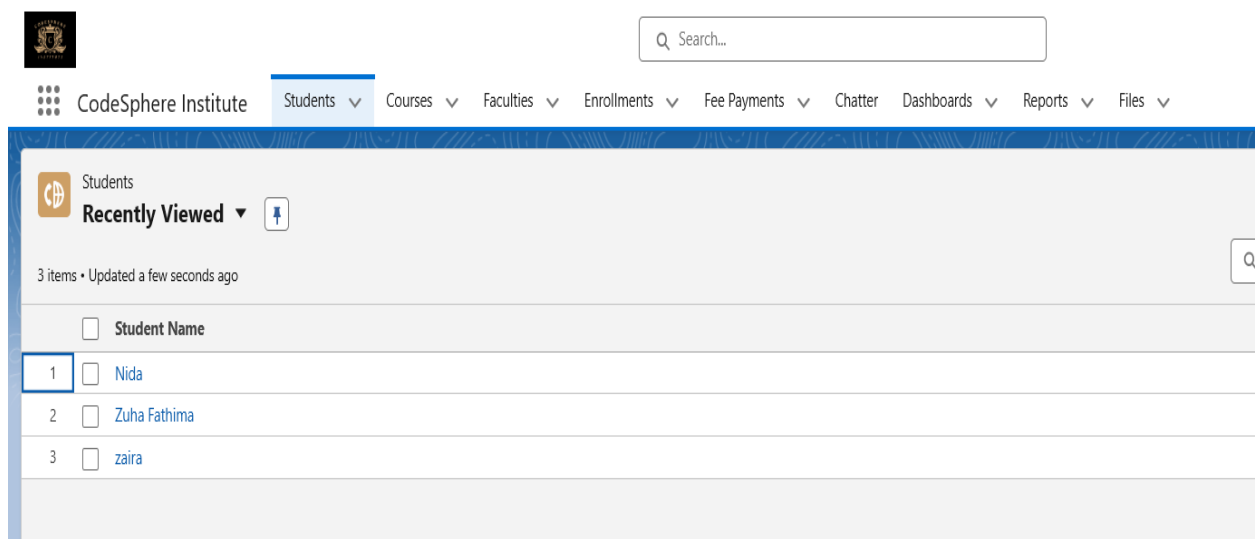 Search...
CodeSphere Institute Students Courses Faculties Enrollments Fee Payments Chatter Dashboards Reports Files
Students
Recently Viewed
3 items • Updated a few seconds ago
Student Name
1 Nida
2 Zuha Fathima
3 zaira